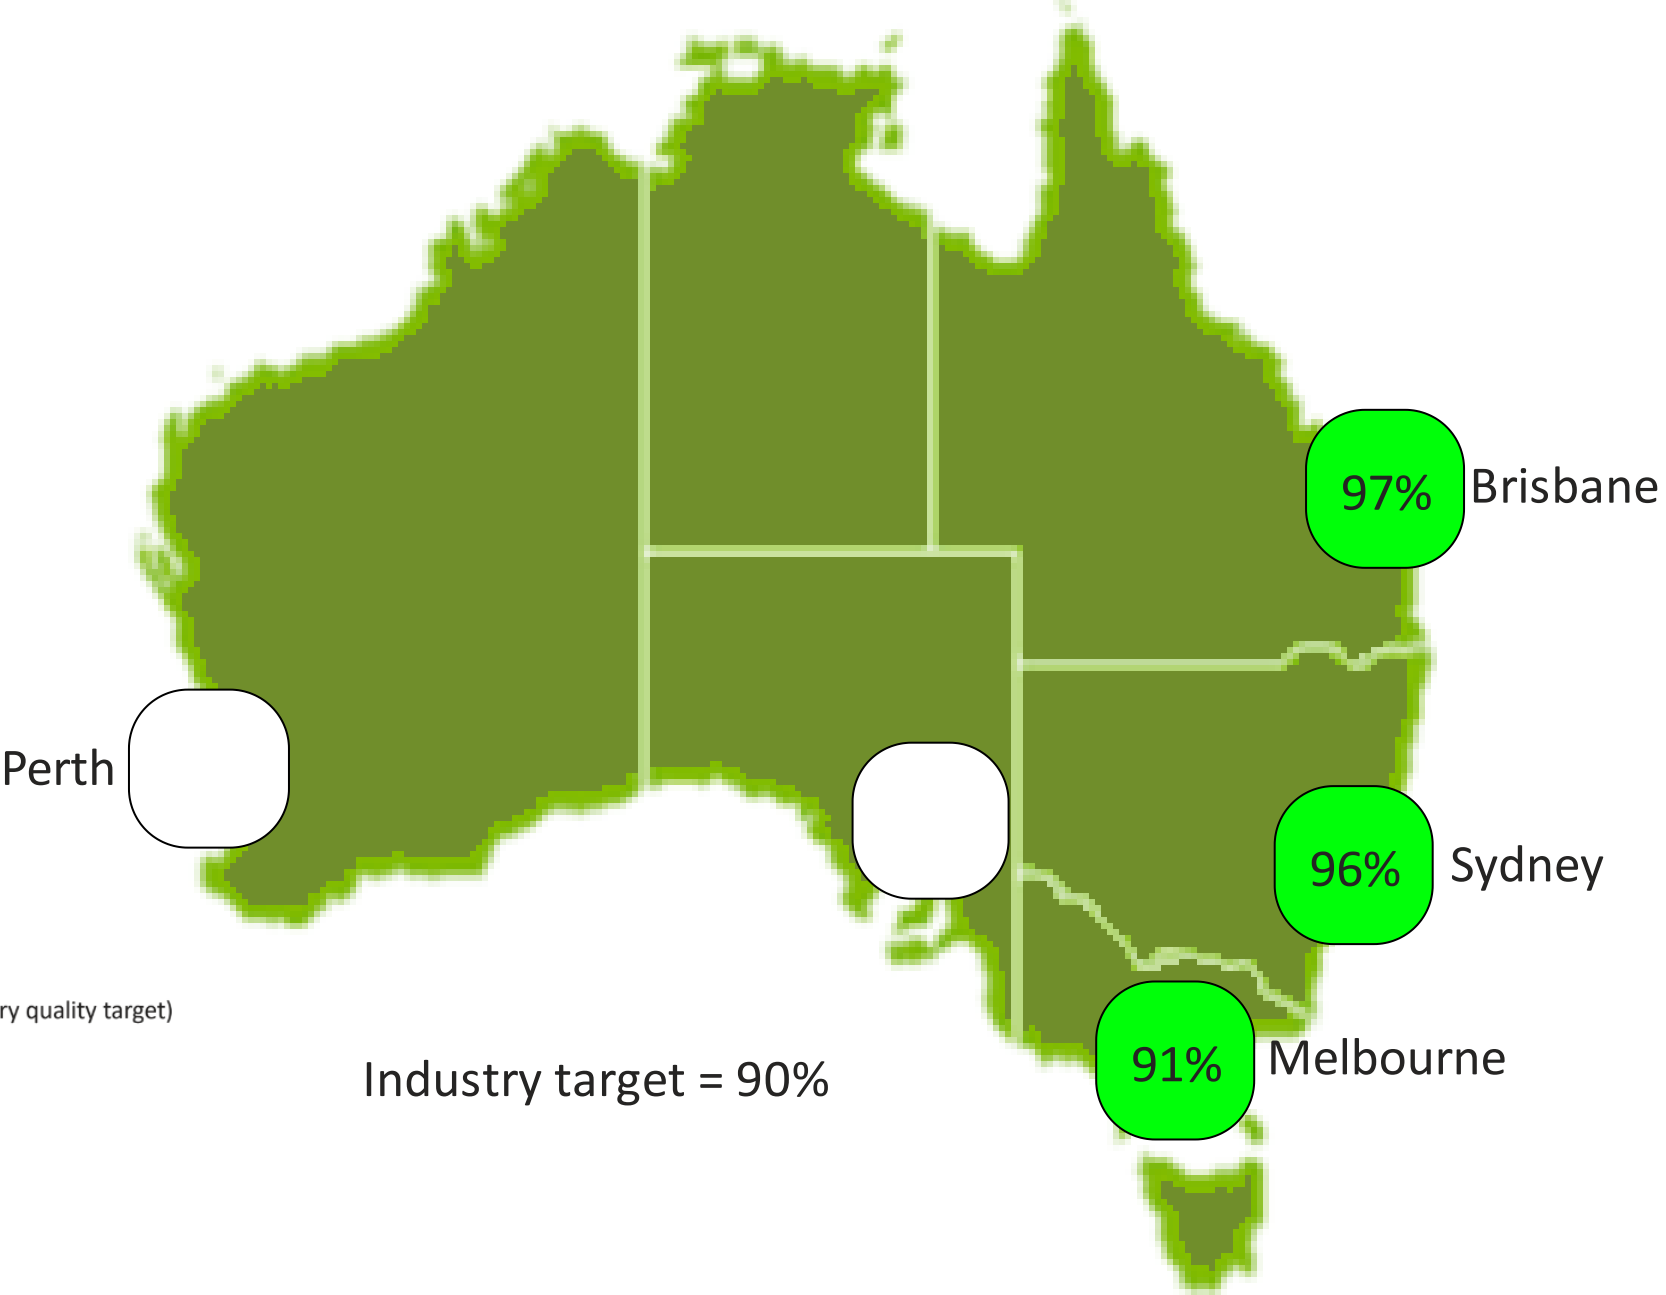 97%
Brisbane
Perth
96%
Sydney
ry quality target)
91%
Melbourne
Industry target = 90%